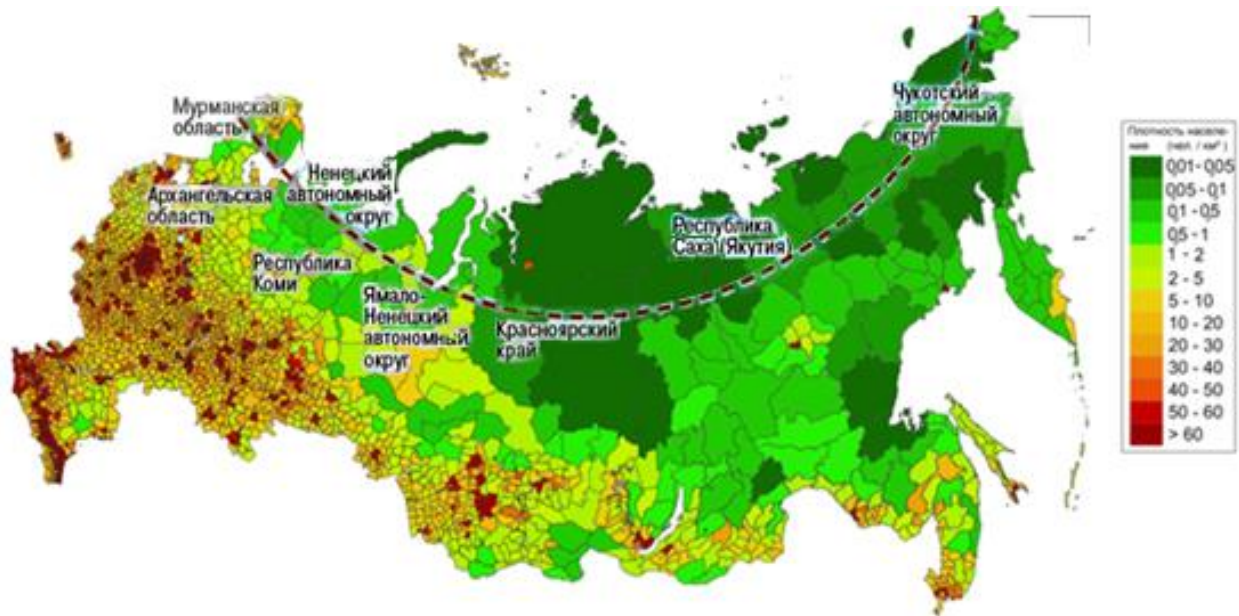 Мурманская
область
Ненецкий
автономный
округ
Архангельская
область
Республика
Коми
Ямало-
Ненецкий
автономный
округ
Красноярский
край
Республика
Саха (Якутия)
Чукотский
автономный
округ
Плотность населе-
ния (чел. / км²)
0,01 - 0,05
0,05 - 0,1
0,1 - 0,5
0,5 - 1
1 - 2
2 - 5
5 - 10
10 - 20
20 - 30
30 - 40
40 - 50
50 - 60
> 60